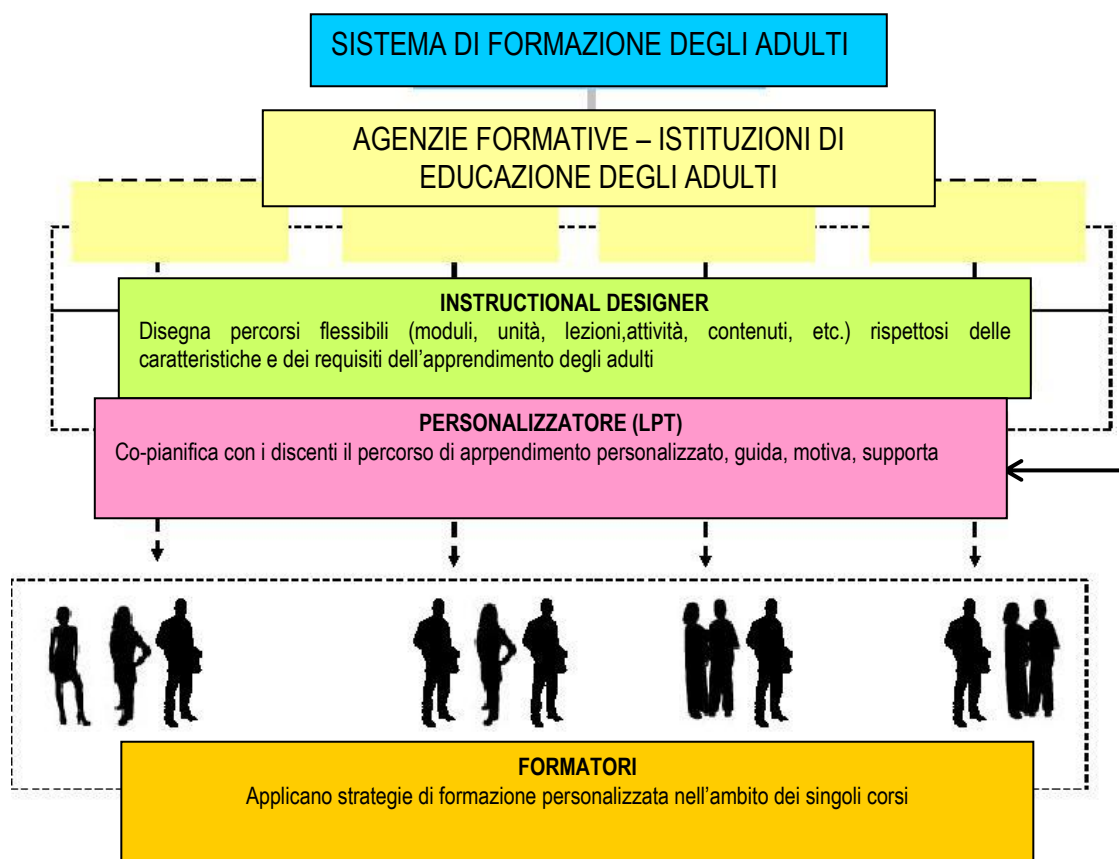 SISTEMA DI FORMAZIONE DEGLI ADULTI
AGENZIE FORMATIVE – ISTITUZIONI DI
EDUCAZIONE DEGLI ADULTI
INSTRUCTIONAL DESIGNER
Disegna percorsi flessibili (moduli, unità, lezioni,attività, contenuti, etc.) rispettosi delle
caratteristiche e dei requisiti dell’apprendimento degli adulti
PERSONALIZZATORE (LPT)
Co-pianifica con i discenti il percorso di aprpendimento personalizzato, guida, motiva, supporta
FORMATORI
Applicano strategie di formazione personalizzata nell’ambito dei singoli corsi